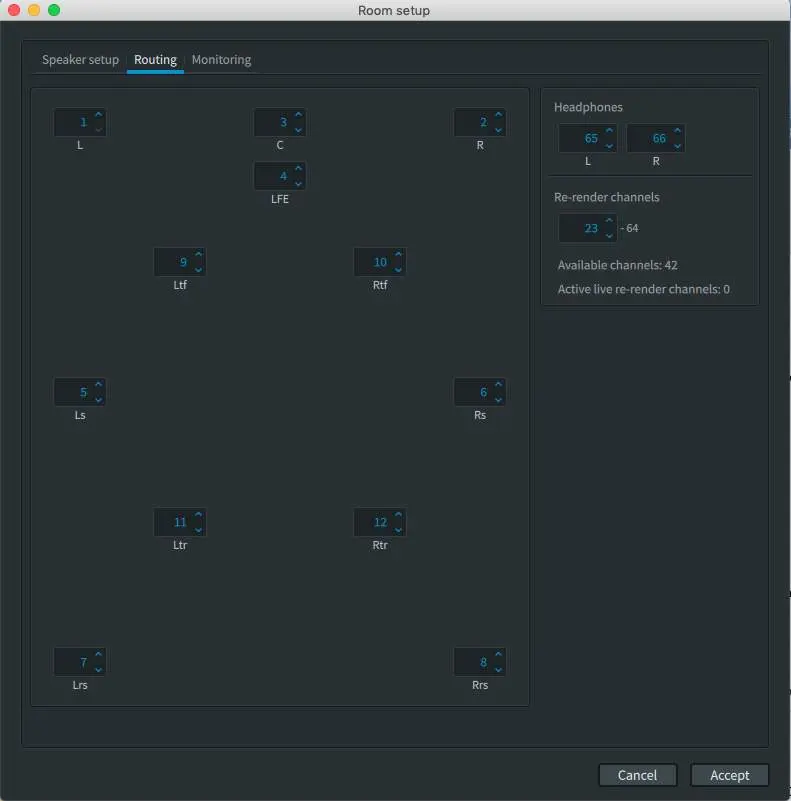 Room setup
Speaker setup Routing Monitoring
1 3 2
L C R
4
LFE
9 10
Ltf Rtf
5 6
Ls Rs
11 12
Ltr Rtr
7 8
Lrs Rrs
Headphones
65 66
L R
Re-render channels
23 - 64
Available channels: 42
Active live re-render channels: 0
Cancel Accept